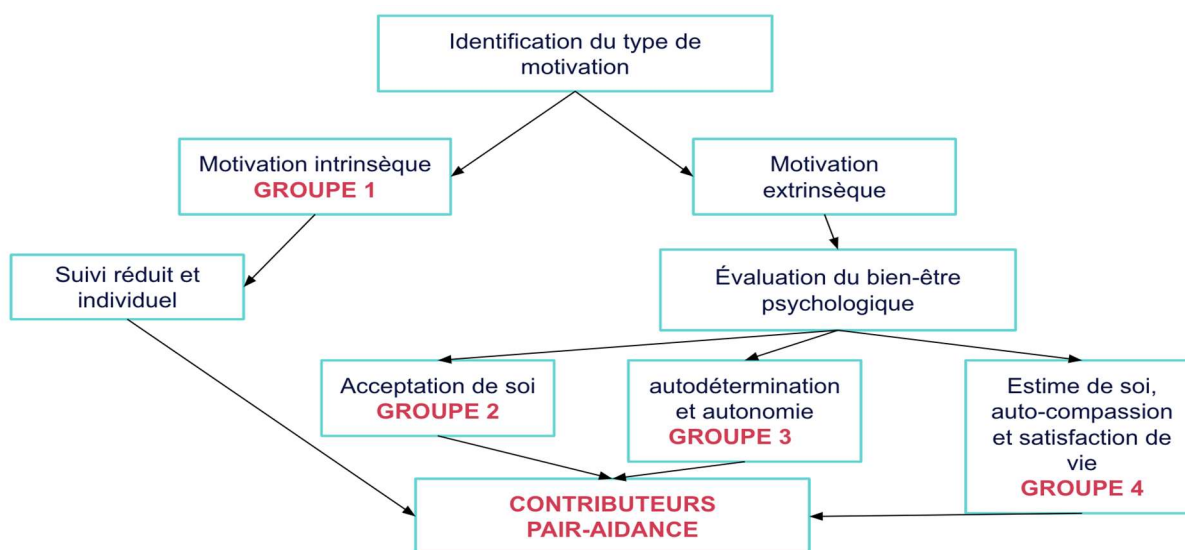 Identification du type de
motivation
Motivation intrinsèque
GROUPE 1
Motivation
extrinsèque
Suivi réduit et
individuel
Évaluation du bien-être
psychologique
Acceptation de soi
GROUPE 2
autodétermination
et autonomie
GROUPE 3
Estime de soi,
auto-compassion
et satisfaction de
vie
GROUPE 4
CONTRIBUTEURS
PAIR-AIDANCE